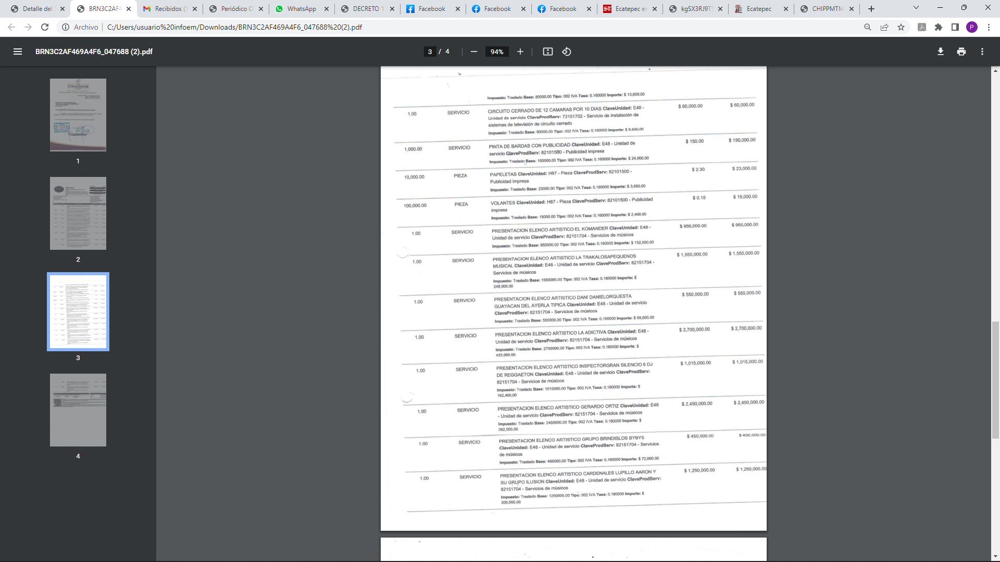 Detalle del S
BRN3C2AF4
Recibidos (1
Periódico O
WhatsApp
DECRETO 1
Facebook
Facebook
Facebook
Ecatepec en
kgSX3RJ9T5
Ecatepec
CHIPPMTM
Archivo
C:/Users/usuario%20infoem/Downloads/BRN3C2AF469A4F6_047688%20(2).pdf
P
BRN3C2AF469A4F6_047688 (2).pdf
3 / 4
94%
CHICOLOAPAN
1
2
3
4
Impuesto: Traslado Base: 85000.00 Tipo: 002 IVA Tasa: 0.160000 Importe: $ 13,600.00
1.00 SERVICIO CIRCUITO CERRADO DE 12 CAMARAS POR 10 DIAS ClaveUnidad: E48 - $ 60,000.00 $ 60,000.00
Unidad de servicio ClaveProdServ: 72151702 - Servicio de instalación de
sistemas de televisión de circuito cerrado
Impuesto: Traslado Base: 60000.00 Tipo: 002 IVA Tasa: 0.160000 Importe: $ 9,600.00
1,000.00 SERVICIO PINTA DE BARDAS CON PUBLICIDAD ClaveUnidad: E48 - Unidad de $ 150.00 $ 150,000.00
servicio ClaveProdServ: 82101500 - Publicidad impresa
Impuesto: Traslado Base: 150000.00 Tipo: 002 IVA Tasa: 0.160000 Importe: $ 24,000.00
10,000.00 PIEZA PAPELETAS ClaveUnidad: H87 - Pieza ClaveProdServ: 82101500 - $ 2.30 $ 23,000.00
Publicidad impresa
Impuesto: Traslado Base: 23000.00 Tipo: 002 IVA Tasa: 0.160000 Importe: $ 3,680.00
100,000.00 PIEZA VOLANTES ClaveUnidad: H87 - Pieza ClaveProdServ: 82101500 - Publicidad $ 0.15 $ 15,000.00
impresa
Impuesto: Traslado Base: 15000.00 Tipo: 002 IVA Tasa: 0.160000 Importe: $ 2,400.00
1.00 SERVICIO PRESENTACION ELENCO ARTISTICO EL KOMANDER ClaveUnidad: E48 - $ 950,000.00 $ 950,000.00
Unidad de servicio ClaveProdServ: 82151704 - Servicios de músicos
Impuesto: Traslado Base: 950000.00 Tipo: 002 IVA Tasa: 0.160000 Importe: $ 152,000.00
1.00 SERVICIO PRESENTACION ELENCO ARTISTICO LA TRAKALOSAPEQUENOS $ 1,550,000.00 $ 1,550,000.00
MUSICAL ClaveUnidad: E48 - Unidad de servicio ClaveProdServ: 82151704 -
Servicios de músicos
Impuesto: Traslado Base: 1550000.00 Tipo: 002 IVA Tasa: 0.160000 Importe: $
248,000.00
1.00 SERVICIO PRESENTACION ELENCO ARTISTICO DANI DANIELORQUESTA $ 550,000.00 $ 550,000.00
GUAYACAN DEL AYERLA TIPICA ClaveUnidad: E48 - Unidad de servicio
ClaveProdServ: 82151704 - Servicios de músicos
Impuesto: Traslado Base: 550000.00 Tipo: 002 IVA Tasa: 0.160000 Importe: $ 88,000.00
1.00 SERVICIO PRESENTACION ELENCO ARTISTICO LA ADICTIVA ClaveUnidad: E48 - $ 2,700,000.00 $ 2,700,000.00
Unidad de servicio ClaveProdServ: 82151704 - Servicios de músicos
Impuesto: Traslado Base: 2700000.00 Tipo: 002 IVA Tasa: 0.160000 Importe: $
432,000.00
1.00 SERVICIO PRESENTACION ELENCO ARTISTICO INSPECTORGRAN SILENCIO 6 DJ $ 1,015,000.00 $ 1,015,000.00
DE REGGAETON ClaveUnidad: E48 - Unidad de servicio ClaveProdServ:
82151704 - Servicios de músicos
Impuesto: Traslado Base: 1015000.00 Tipo: 002 IVA Tasa: 0.160000 Importe: $
162,400.00
1.00 SERVICIO PRESENTACION ELENCO ARTISTICO GERARDO ORTIZ ClaveUnidad: E48 $ 2,450,000.00 $ 2,450,000.00
- Unidad de servicio ClaveProdServ: 82151704 - Servicios de músicos
Impuesto: Traslado Base: 2450000.00 Tipo: 002 IVA Tasa: 0.160000 Importe: $
392,000.00
1.00 SERVICIO PRESENTACION ELENCO ARTISTICO GRUPO BRINDISLOS BYBYS $ 450,000.00 $ 450,000.00
ClaveUnidad: E48 - Unidad de servicio ClaveProdServ: 82151704 - Servicios
de músicos
Impuesto: Traslado Base: 450000.00 Tipo: 002 IVA Tasa: 0.160000 Importe: $ 72,000.00
1.00 SERVICIO PRESENTACION ELENCO ARTISTICO CARDENALES LUPILLO AARON Y $ 1,250,000.00 $ 1,250,000.00
SU GRUPO ILUSION ClaveUnidad: E48 - Unidad de servicio ClaveProdServ:
82151704 - Servicios de músicos
Impuesto: Traslado Base: 1250000.00 Tipo: 002 IVA Tasa: 0.160000 Importe: $
200,000.00